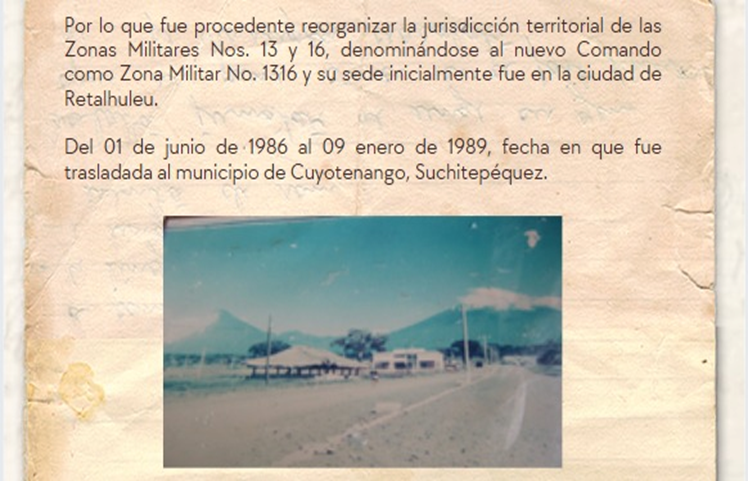 Por lo que fue procedente reorganizar la jurisdicción territorial de las
Zonas Militares Nos. 13 y 16, denominándose al nuevo Comando
como Zona Militar No. 1316 y su sede inicialmente fue en la ciudad de
Retalhuleu.
Del 01 de junio de 1986 al 09 enero de 1989, fecha en que fue
trasladada al municipio de Cuyotenango, Suchitepéquez.